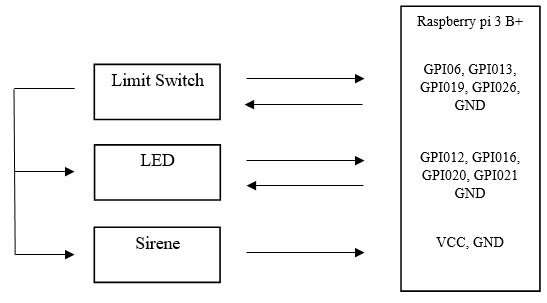 Raspberry pi 3 B+
Limit Switch
GPI06, GPI013,
GPI019, GPI026,
GND
LED
GPI012, GPI016,
GPI020, GPI021
GND
Sirene
VCC, GND